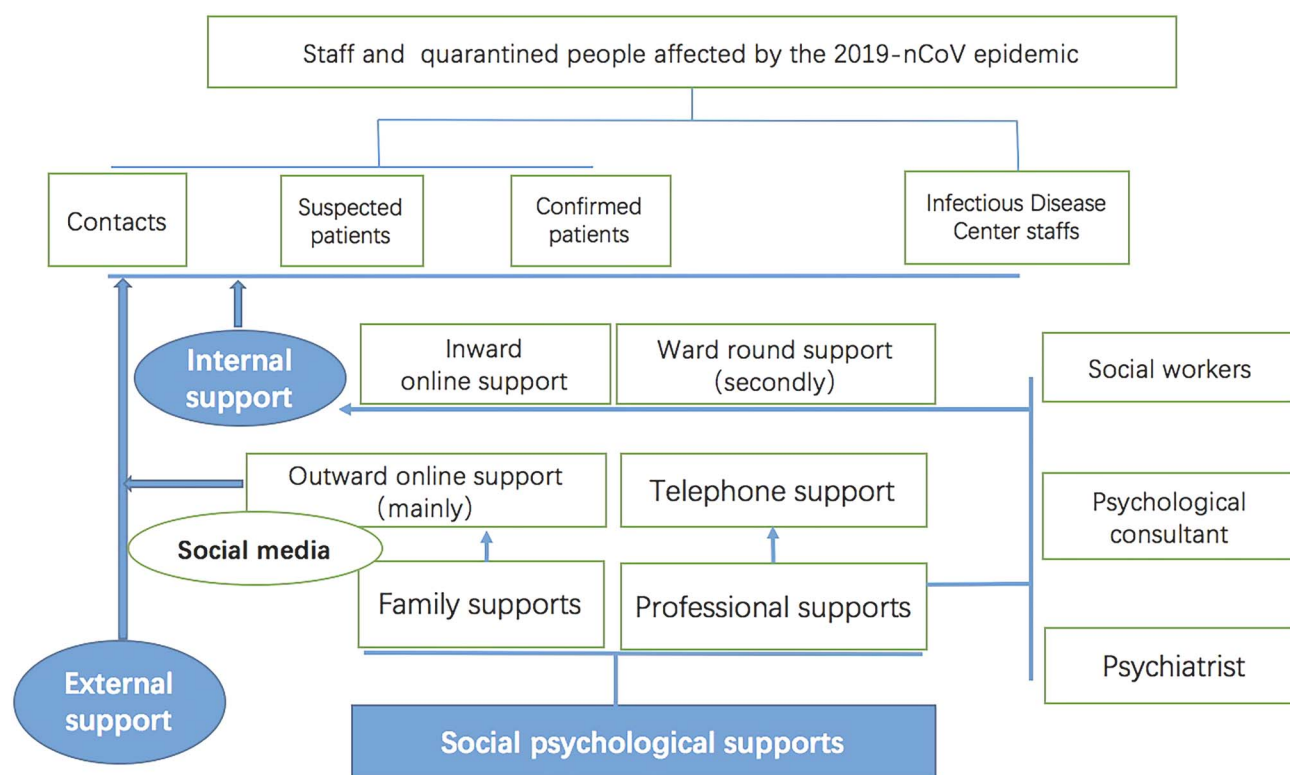 Staff and quarantined people affected by the 2019-nCoV epidemic
Contacts
Suspected
patients
Confirmed
patients
Infectious Disease
Center staffs
Internal
support
Inward
online support
Ward round support
(secondly)
Social workers
Outward online support
(mainly)
Telephone support
Psychological
consultant
Social media
Family supports
Professional supports
External
support
Psychiatrist
Social psychological supports